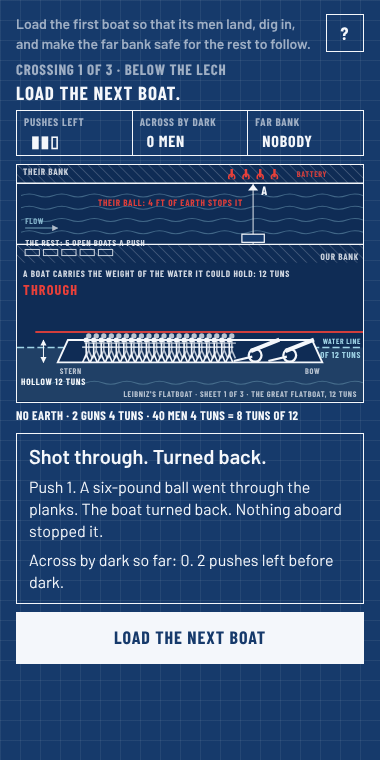 Load the first boat so that its men land, dig in,
and make the far bank safe for the rest to follow.
?
CROSSING 1 OF 3 · BELOW THE LECH
LOAD THE NEXT BOAT.
PUSHES LEFT
ACROSS BY DARK
0 MEN
FAR BANK
NOBODY
THEIR BANK
BATTERY
A
THEIR BALL: 4 FT OF EARTH STOPS IT
FLOW
THE REST: 5 OPEN BOATS A PUSH
OUR BANK
A BOAT CARRIES THE WEIGHT OF THE WATER IT COULD HOLD: 12 TUNS
THROUGH
WATER LINE
OF 12 TUNS
STERN
BOW
HOLLOW 12 TUNS
LEIBNIZ'S FLATBOAT · SHEET 1 OF 3 · THE GREAT FLATBOAT, 12 TUNS
NO EARTH · 2 GUNS 4 TUNS · 40 MEN 4 TUNS = 8 TUNS OF 12
Shot through. Turned back.
Push 1. A six-pound ball went through the
planks. The boat turned back. Nothing aboard
stopped it.
Across by dark so far: 0. 2 pushes left before
dark.
LOAD THE NEXT BOAT